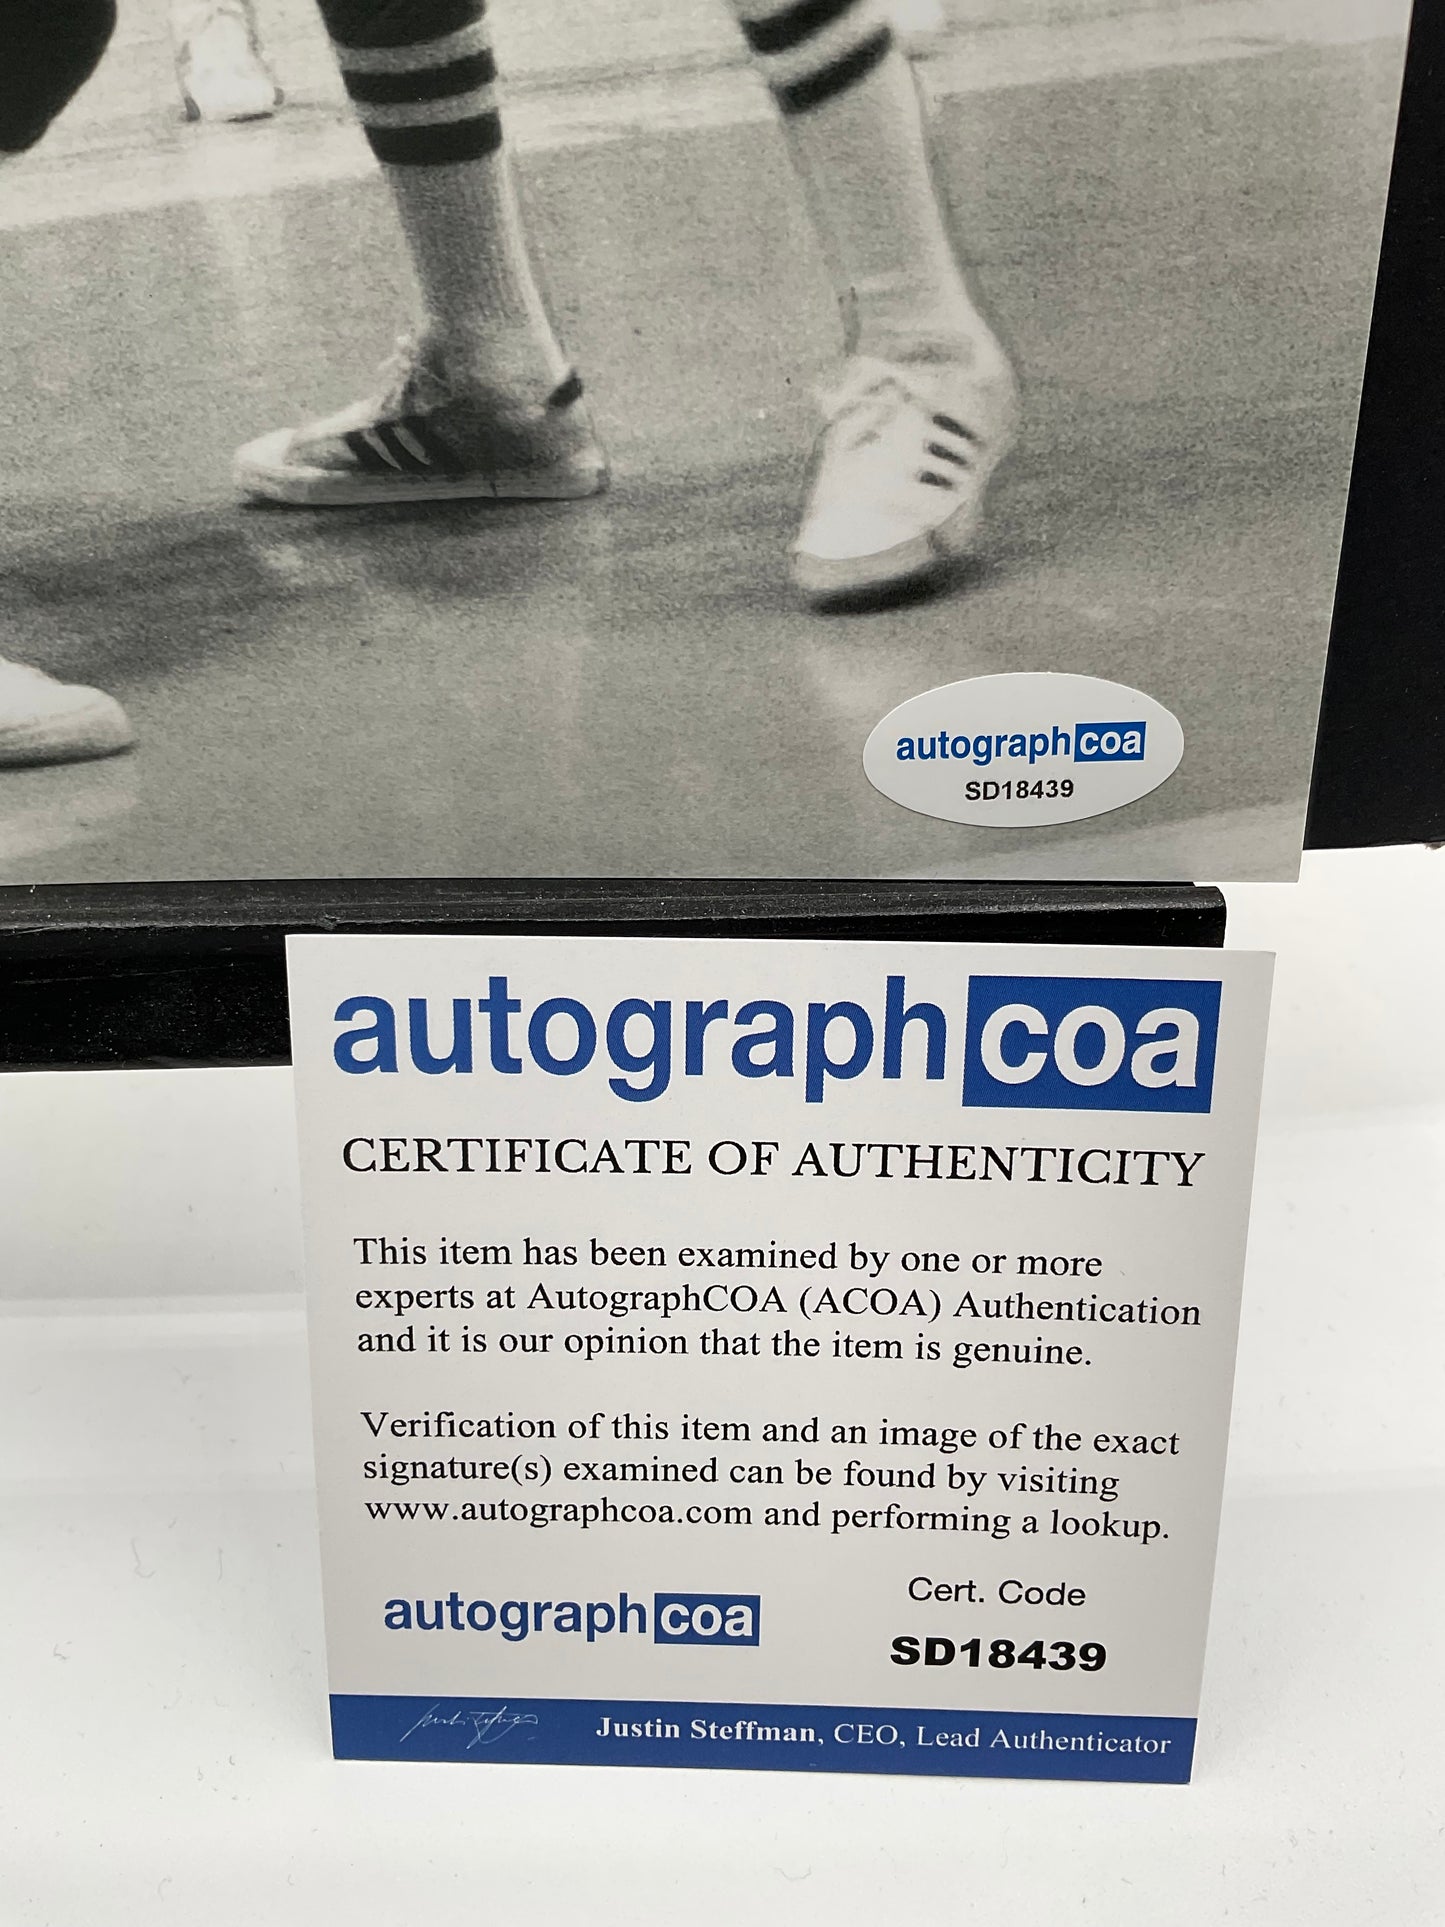 autographcoa
SD18439
autographcoa
CERTIFICATE OF AUTHENTICITY
This item has been examined by one or more
experts at AutographCOA (ACOA) Authentication
and it is our opinion that the item is genuine.
Verification of this item and an image of the exact
signature(s) examined can be found by visiting
www.autographcoa.com and performing a lookup.
Cert. Code
autographcoa
SD18439
Justin Steffman, CEO, Lead Authenticator